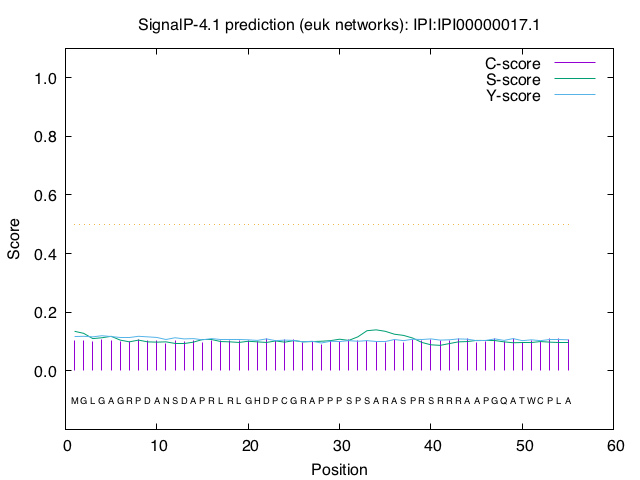 SignalP-4.1 prediction (euk networks): IPI:IPI00000017.1
C-score
S-score
Y-score
1.0
0.8
0.6
0.4
0.2
0.0
Score
MGLGAGRPDANSDAPRLRLGHDPCGRAPPPSPSARASPRSRRRAAPGQATWCPLA
0 10 20 30 40 50 60
Position